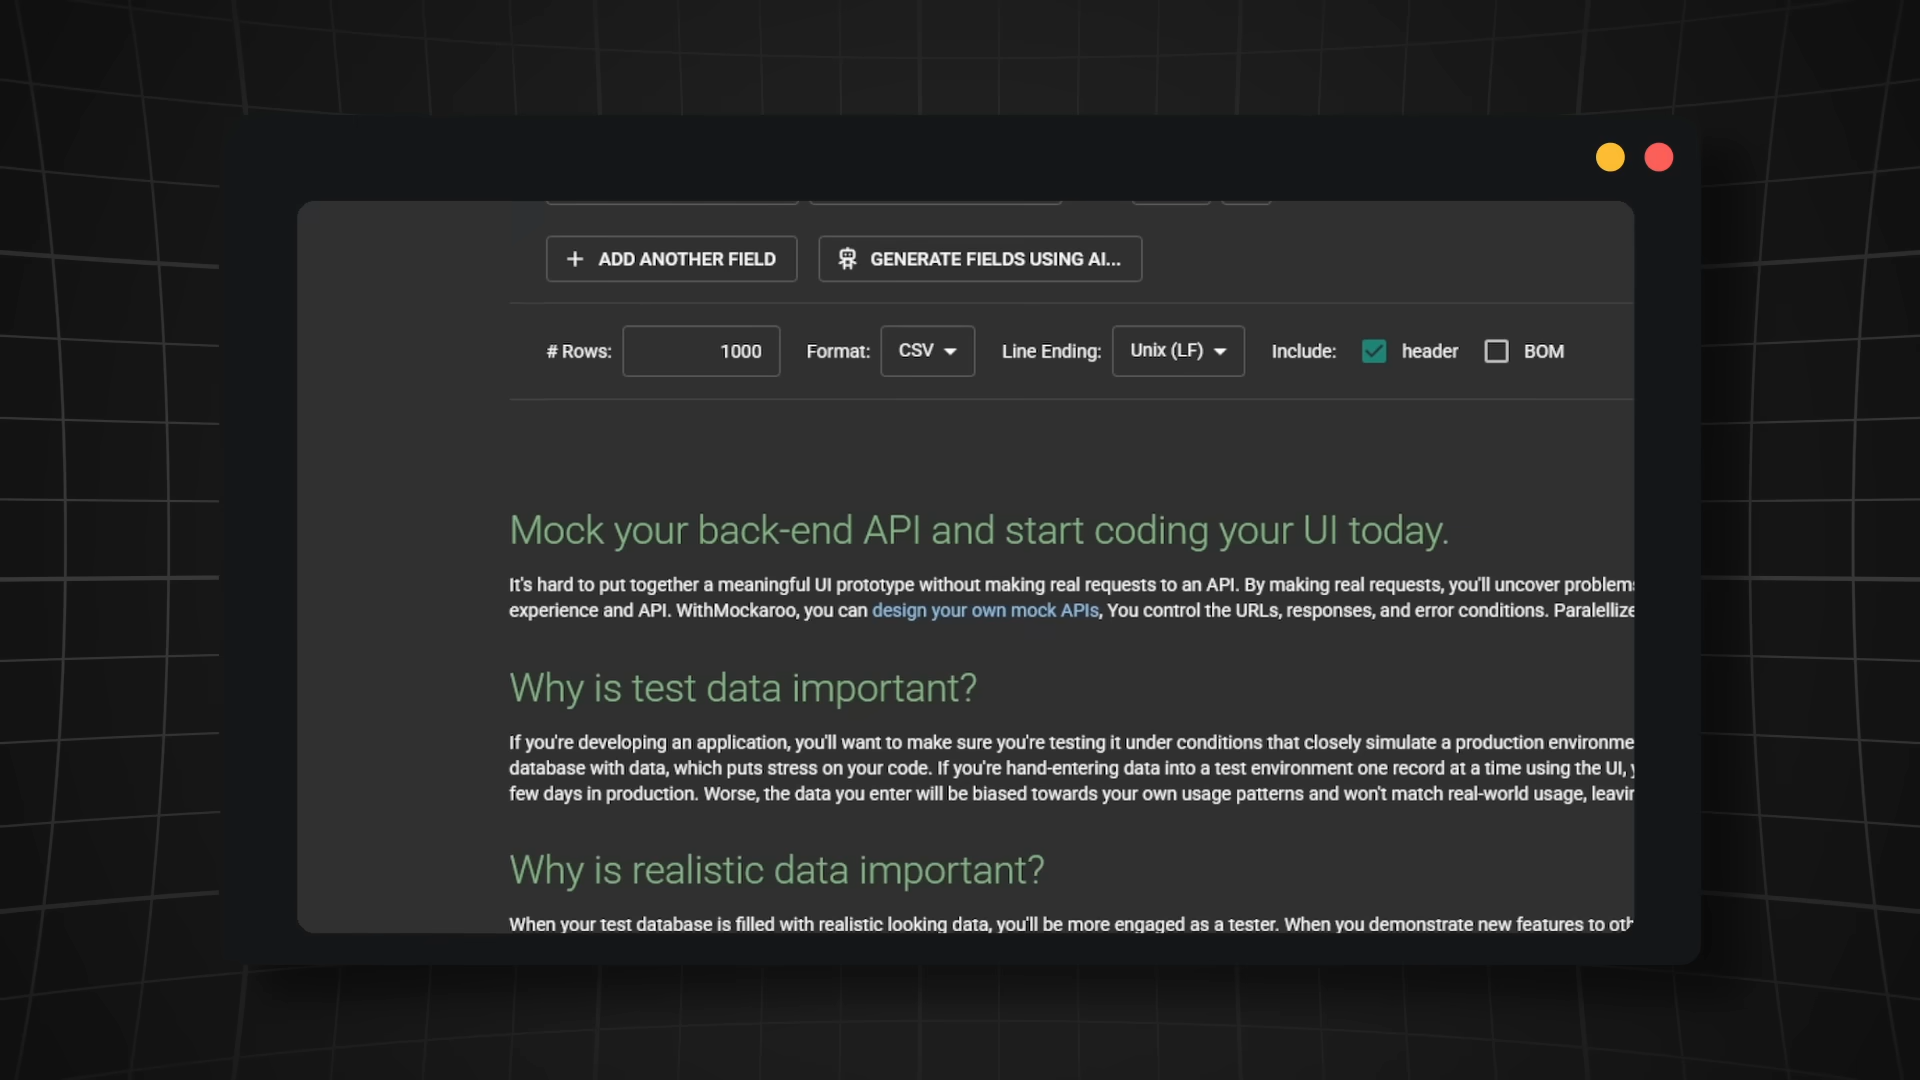 ADD ANOTHER FIELD GENERATE FIELDS USING AI...
# Rows: 1000 Format: CSV Line Ending: Unix (LF) Include: header BOM
Mock your back-end API and start coding your UI today.
It's hard to put together a meaningful UI prototype without making real requests to an API. By making real requests, you'll uncover problems
experience and API. WithMockaroo, you can design your own mock APIs, You control the URLs, responses, and error conditions. Paralellize
Why is test data important?
If you're developing an application, you'll want to make sure you're testing it under conditions that closely simulate a production environme
database with data, which puts stress on your code. If you're hand-entering data into a test environment one record at a time using the UI,
few days in production. Worse, the data you enter will be biased towards your own usage patterns and won't match real-world usage, leavin
Why is realistic data important?
When your test database is filled with realistic looking data, you'll be more engaged as a tester. When you demonstrate new features to oth